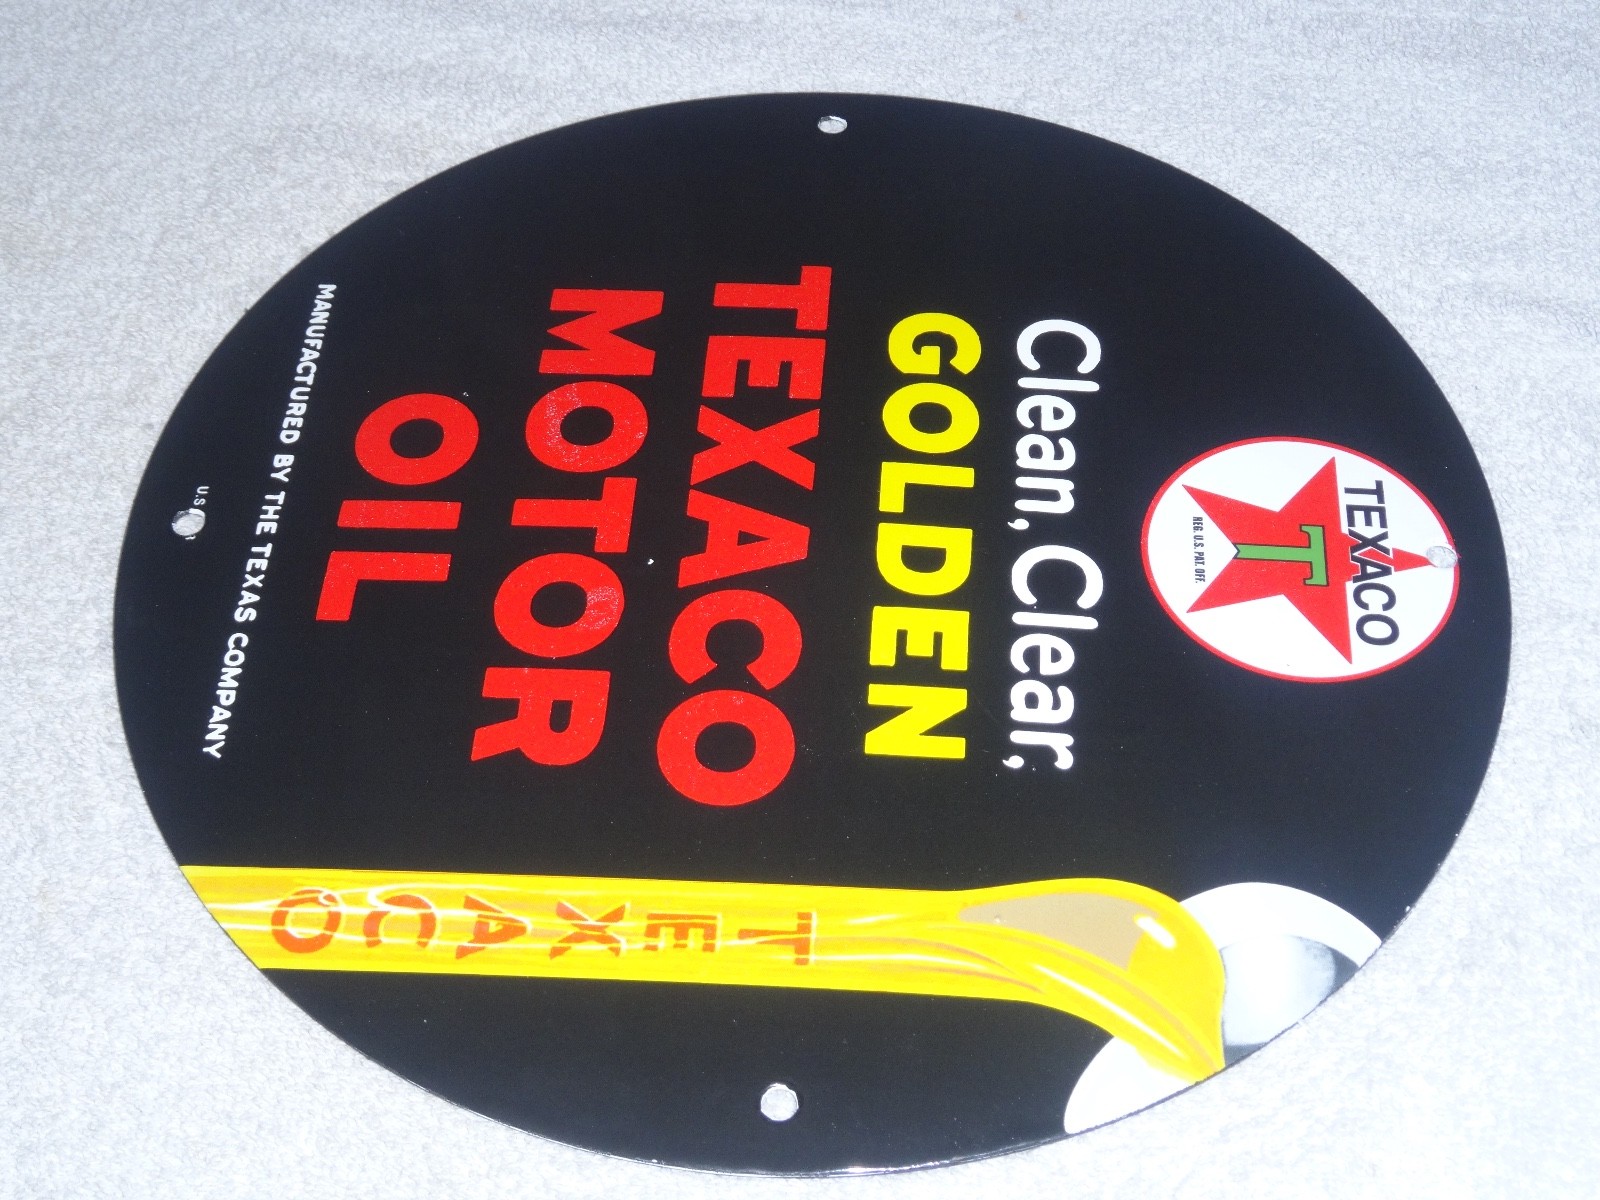 TEXACO
T
REG. U.S. PAT. OFF.
Clean, Clear,
GOLDEN
TEXACO
MOTOR
OIL
MANUFACTURED BY THE TEXAS COMPANY
U.S
TEXACO